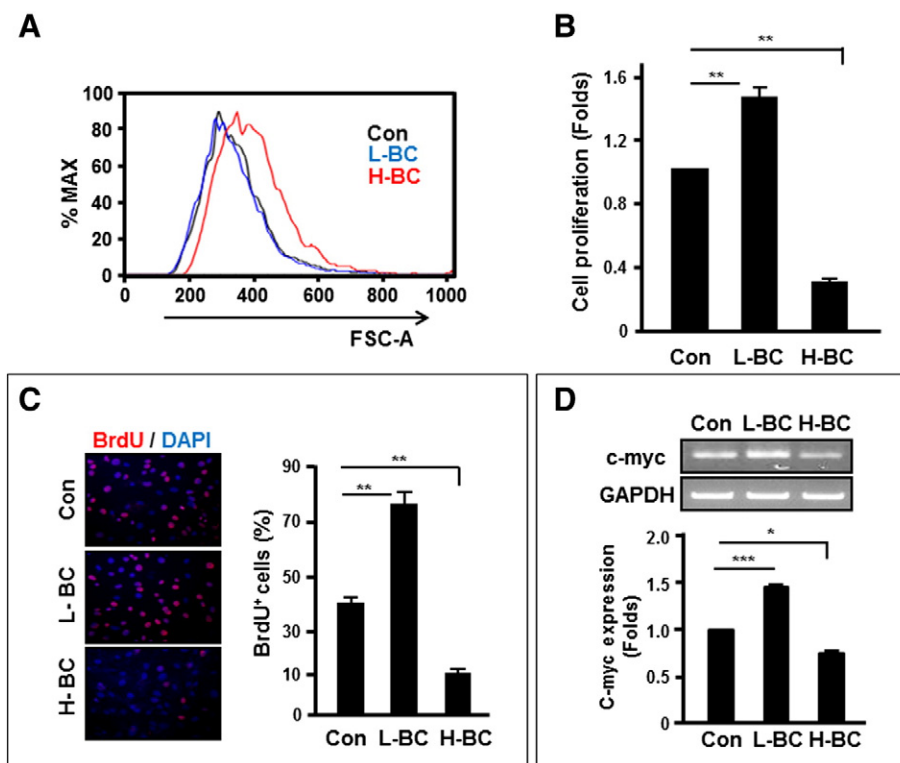 A
% MAX
100
80
60
40
20
0
0 200 400 600 800 1000
FSC-A
Con
L-BC
H-BC
B
Cell proliferation (Folds)
1.6
1.2
0.8
0.4
0
**
**
Con L-BC H-BC
C
BrdU / DAPI
Con
L- BC
H- BC
BrdU+ cells (%)
90
70
50
30
10
0
**
**
Con L-BC H-BC
D
Con L-BC H-BC
c-myc
GAPDH
C-myc expression
(Folds)
2.0
1.5
1.0
0.5
0
*
***
Con L-BC H-BC